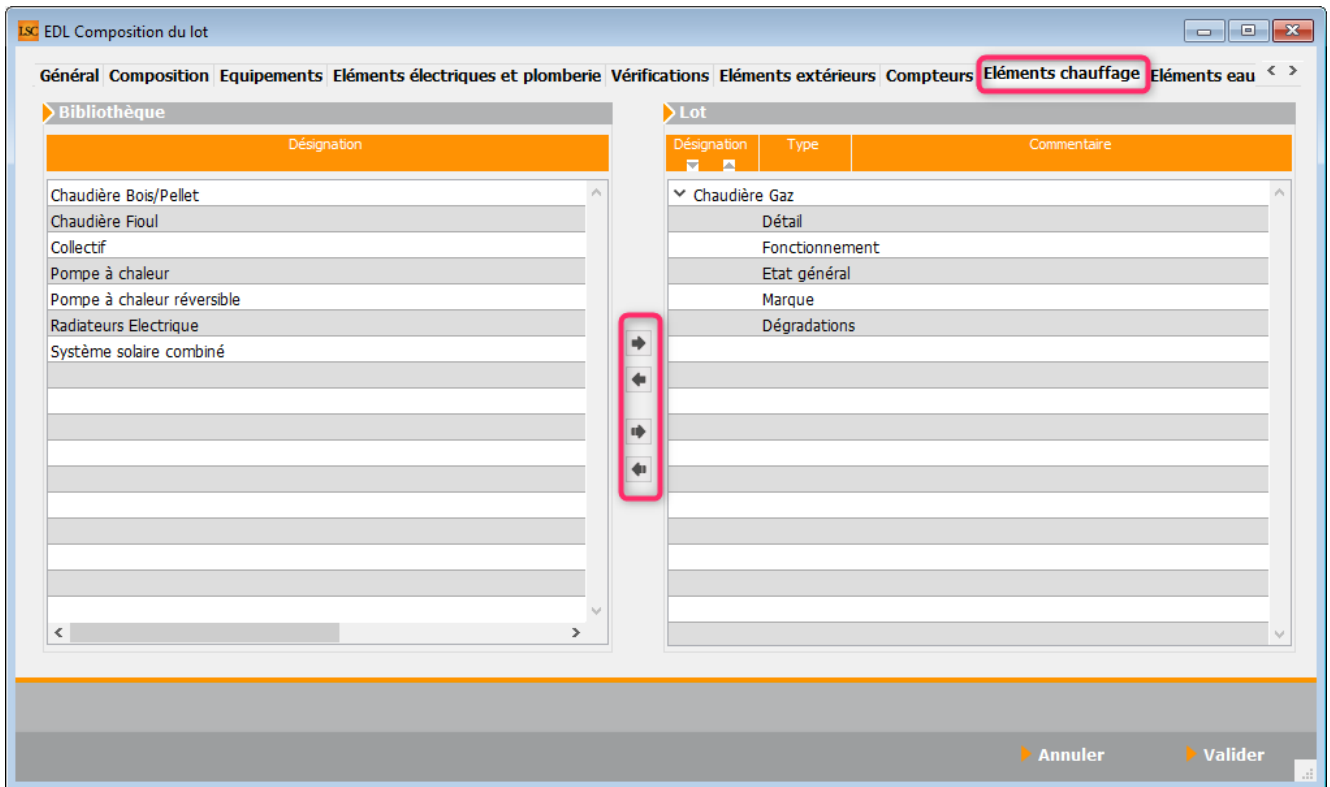 LSC EDL Composition du lot
Général Composition Equipements Eléments électriques et plomberie Vérifications Eléments extérieurs Compteurs Eléments chauffage Eléments eau
Bibliothèque
Désignation
Chaudière Bois/Pellet
Chaudière Fioul
Collectif
Pompe à chaleur
Pompe à chaleur réversible
Radiateurs Electrique
Système solaire combiné
Lot
Désignation Type Commentaire
Chaudière Gaz
Détail
Fonctionnement
Etat général
Marque
Dégradations
Annuler Valider